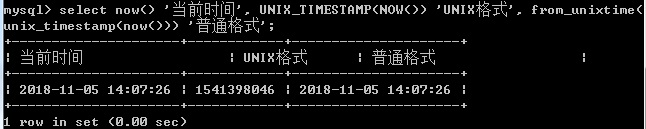 mysql> select now() '当前时间', UNIX_TIMESTAMP(NOW()) 'UNIX格式', from_unixtime(
unix_timestamp(now())) '普通格式';
+---------------------+------------+---------------------+
| 当前时间 | UNIX格式 | 普通格式 |
+---------------------+------------+---------------------+
| 2018-11-05 14:07:26 | 1541398046 | 2018-11-05 14:07:26 |
+---------------------+------------+---------------------+
1 row in set (0.00 sec)